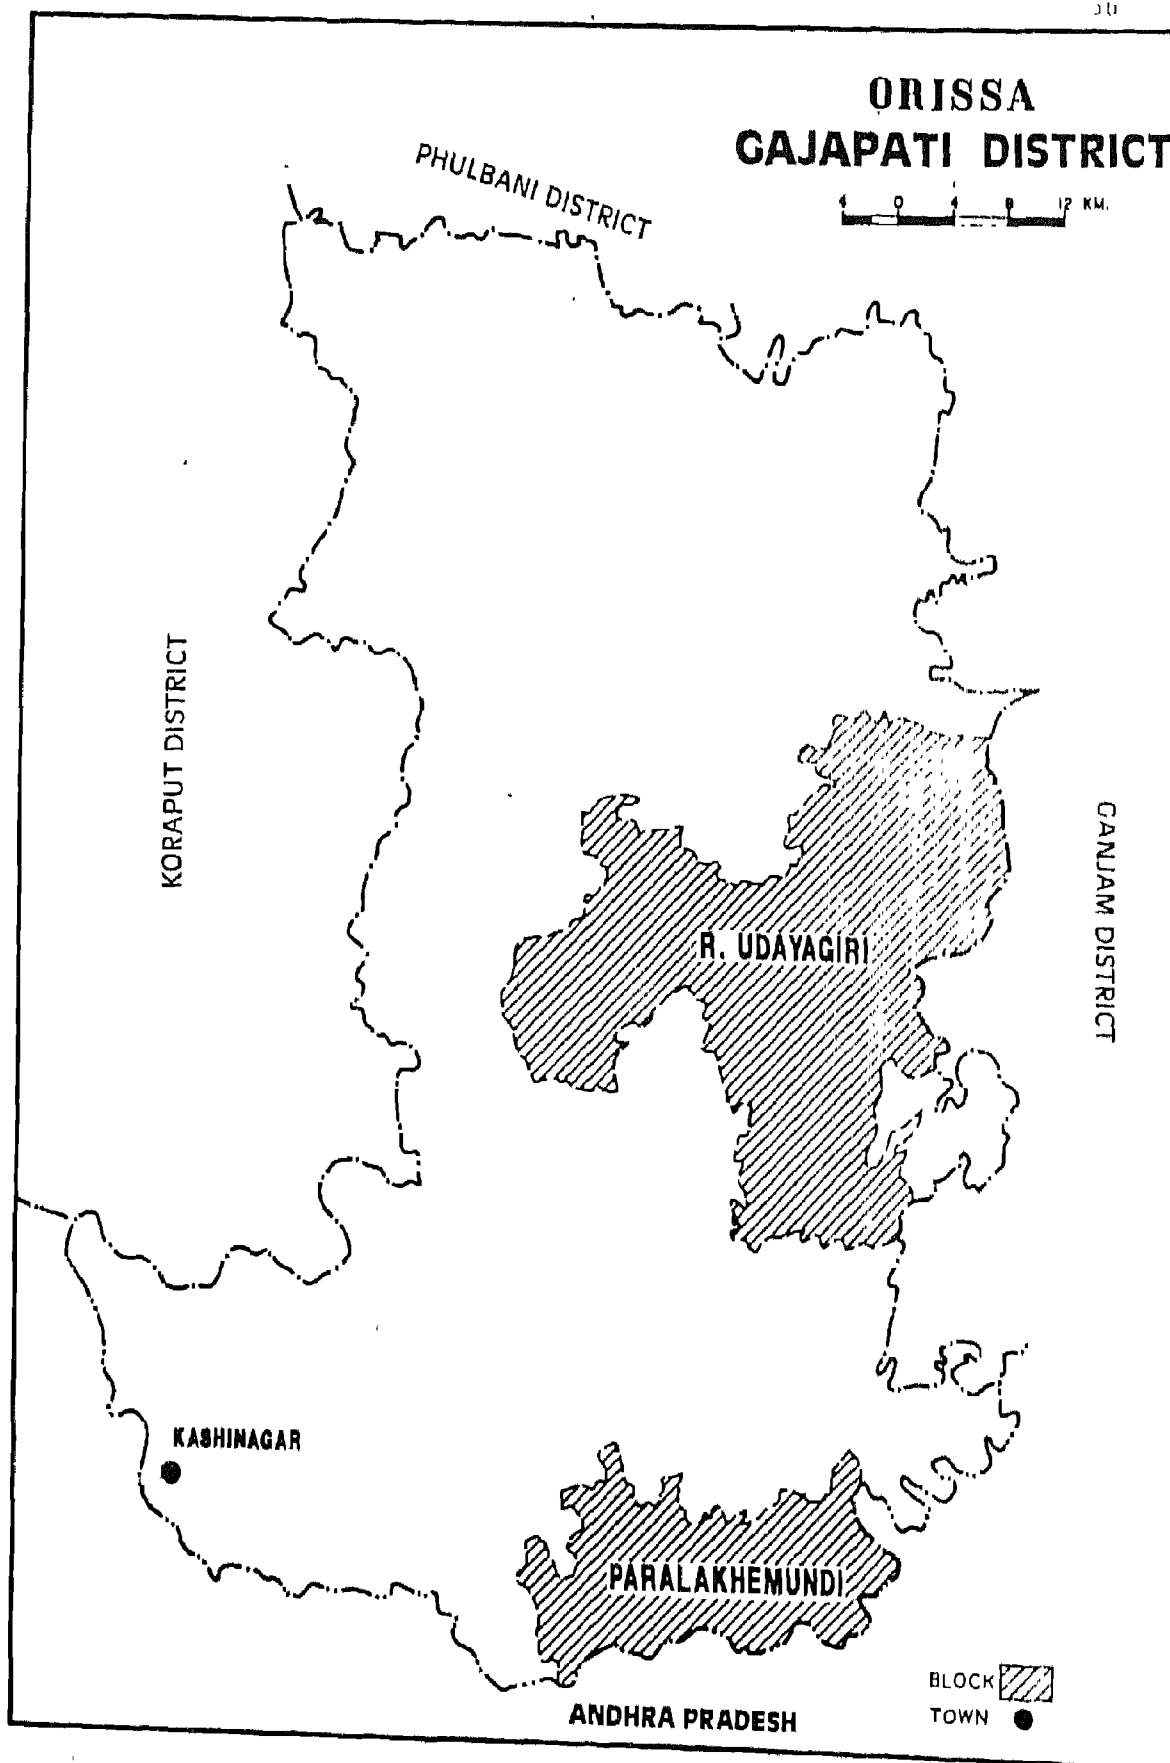 ORISSA
GAJAPATI DISTRICT
4 0 4 8 12 KM.
PHULBANI DISTRICT
KORAPUT DISTRICT
GANJAM DISTRICT
R. UDAYAGIRI
KASHINAGAR
PARALAKHEMUNDI
BLOCK
TOWN
ANDHRA PRADESH